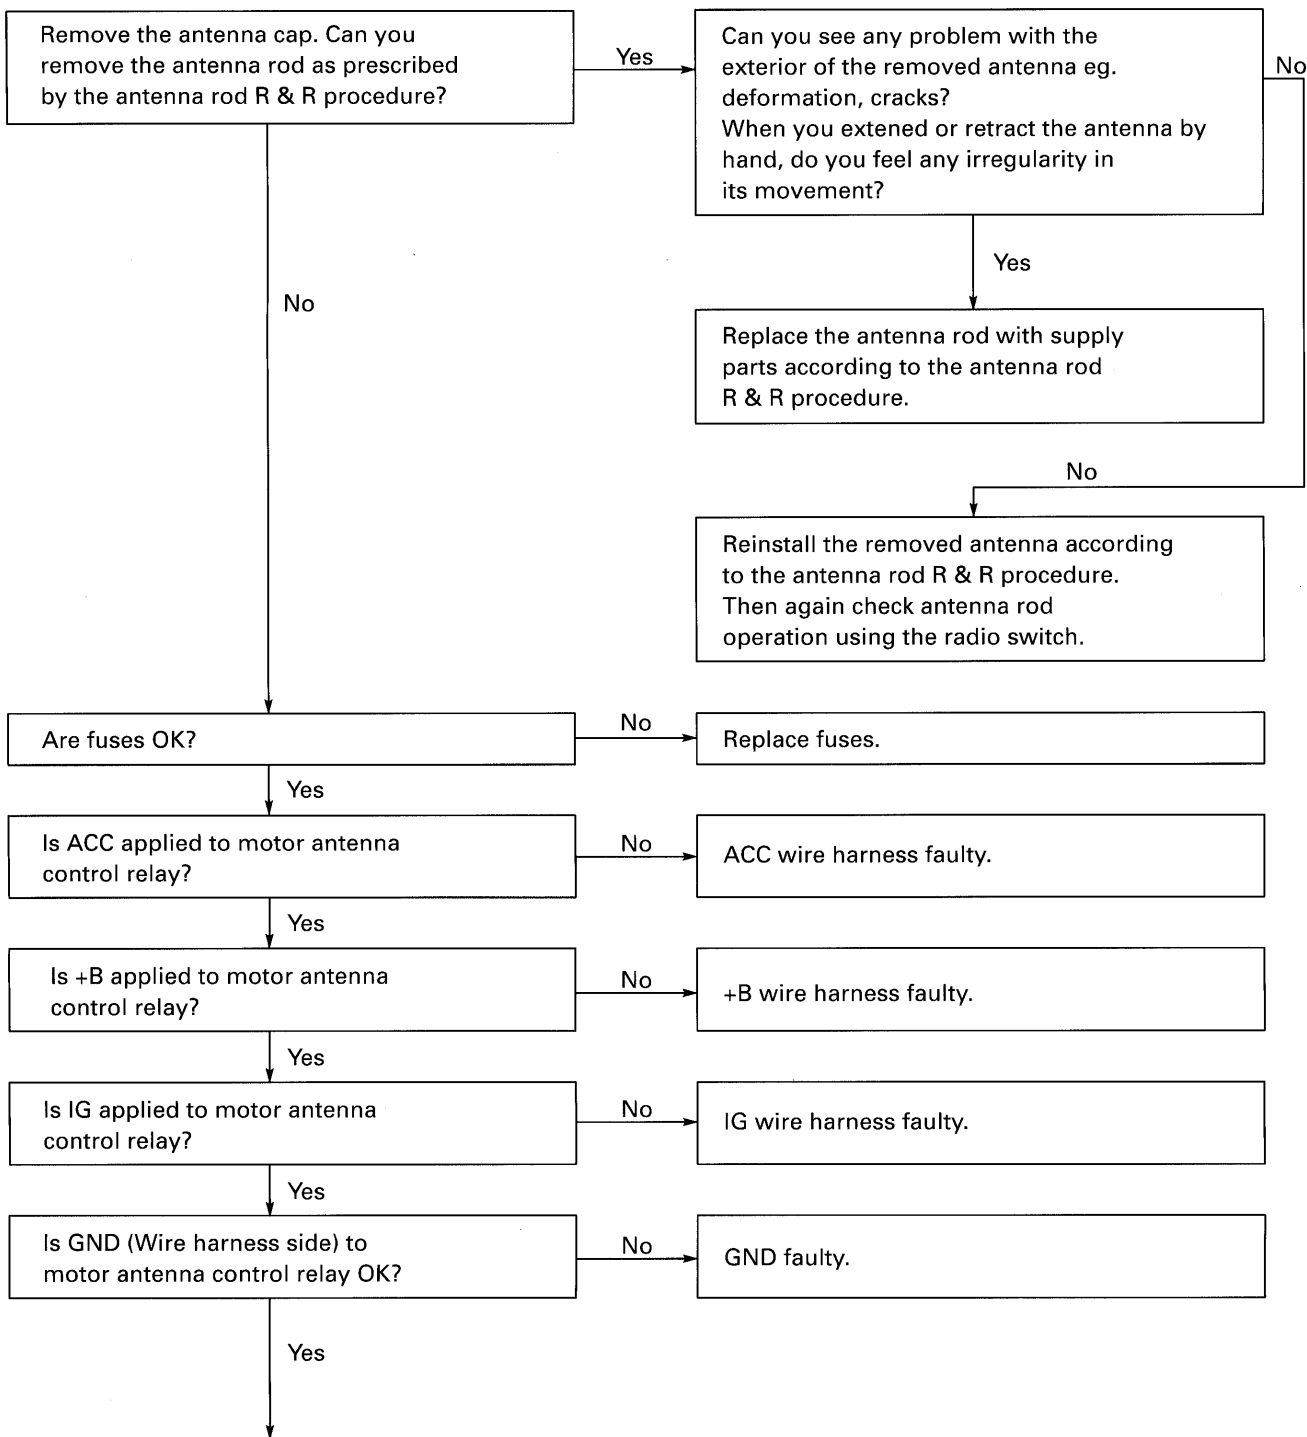 Remove the antenna cap. Can you
remove the antenna rod as prescribed
by the antenna rod R & R procedure?
Yes
Can you see any problem with the
exterior of the removed antenna eg.
deformation, cracks?
When you extened or retract the antenna by
hand, do you feel any irregularity in
its movement?
No
Yes
No
Replace the antenna rod with supply
parts according to the antenna rod
R & R procedure.
No
Reinstall the removed antenna according
to the antenna rod R & R procedure.
Then again check antenna rod
operation using the radio switch.
Are fuses OK?
No
Replace fuses.
Yes
Is ACC applied to motor antenna
control relay?
No
ACC wire harness faulty.
Yes
Is +B applied to motor antenna
control relay?
No
+B wire harness faulty.
Yes
Is IG applied to motor antenna
control relay?
No
IG wire harness faulty.
Yes
Is GND (Wire harness side) to
motor antenna control relay OK?
No
GND faulty.
Yes